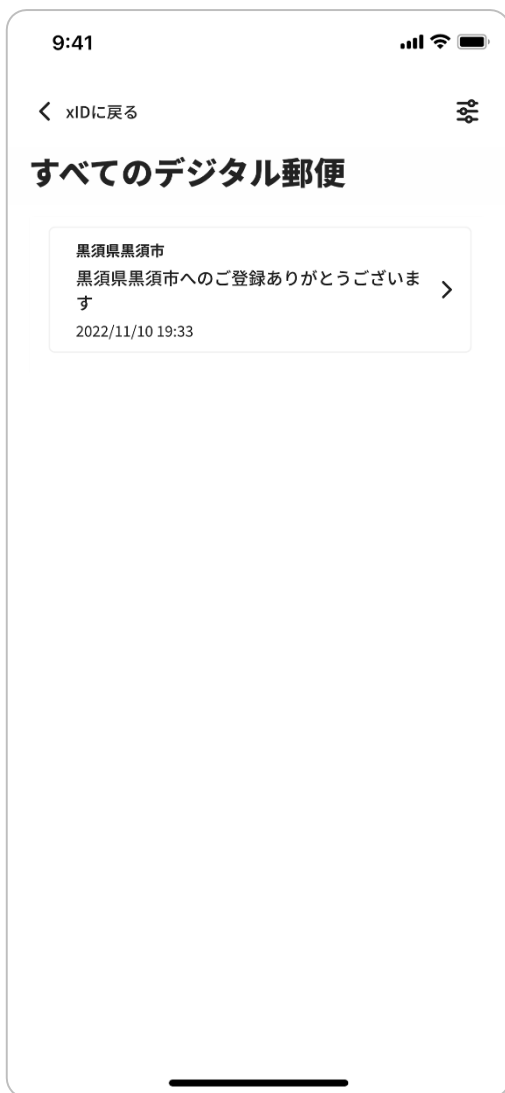 9:41
xIDに戻る
すべてのデジタル郵便
黒須県黒須市
黒須県黒須市へのご登録ありがとうございま
す
2022/11/10 19:33